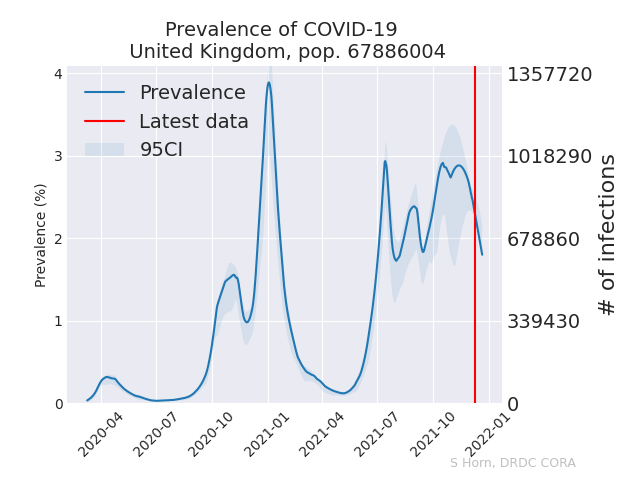 Prevalence of COVID-19
United Kingdom, pop. 67886004
Prevalence
Latest data
95CI
Prevalence (%)
4
3
2
1
0
1357720
1018290
678860
339430
0
# of infections
2020-04
2020-07
2020-10
2021-01
2021-04
2021-07
2021-10
2022-01
S Horn, DRDC CORA